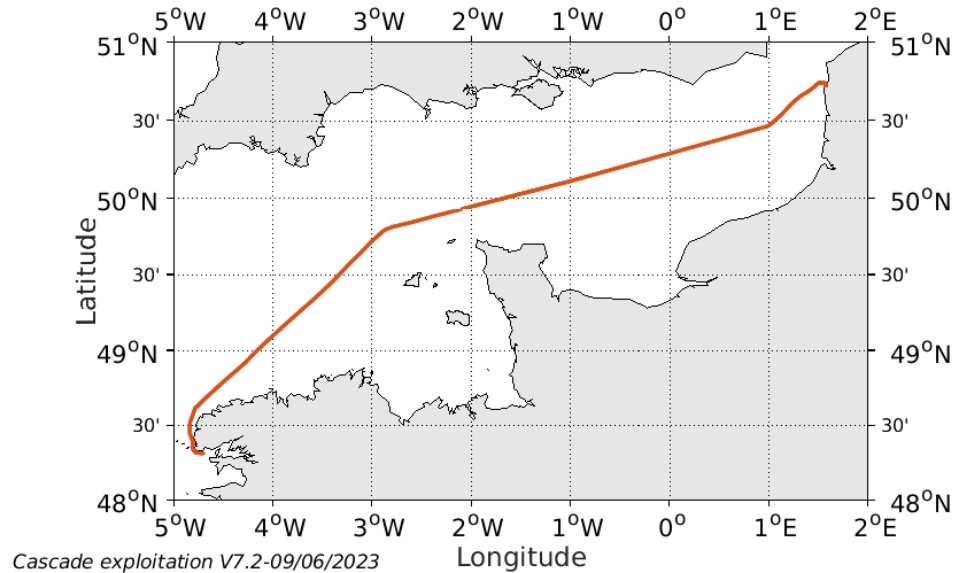 5°W 4°W 3°W 2°W 1°W 0° 1°E 2°E
51°N 51°N
30' 30'
50°N 50°N
30' 30'
49°N 49°N
30' 30'
48°N 48°N
Latitude
5°W 4°W 3°W 2°W 1°W 0° 1°E 2°E
Longitude
Cascade exploitation V7.2-09/06/2023